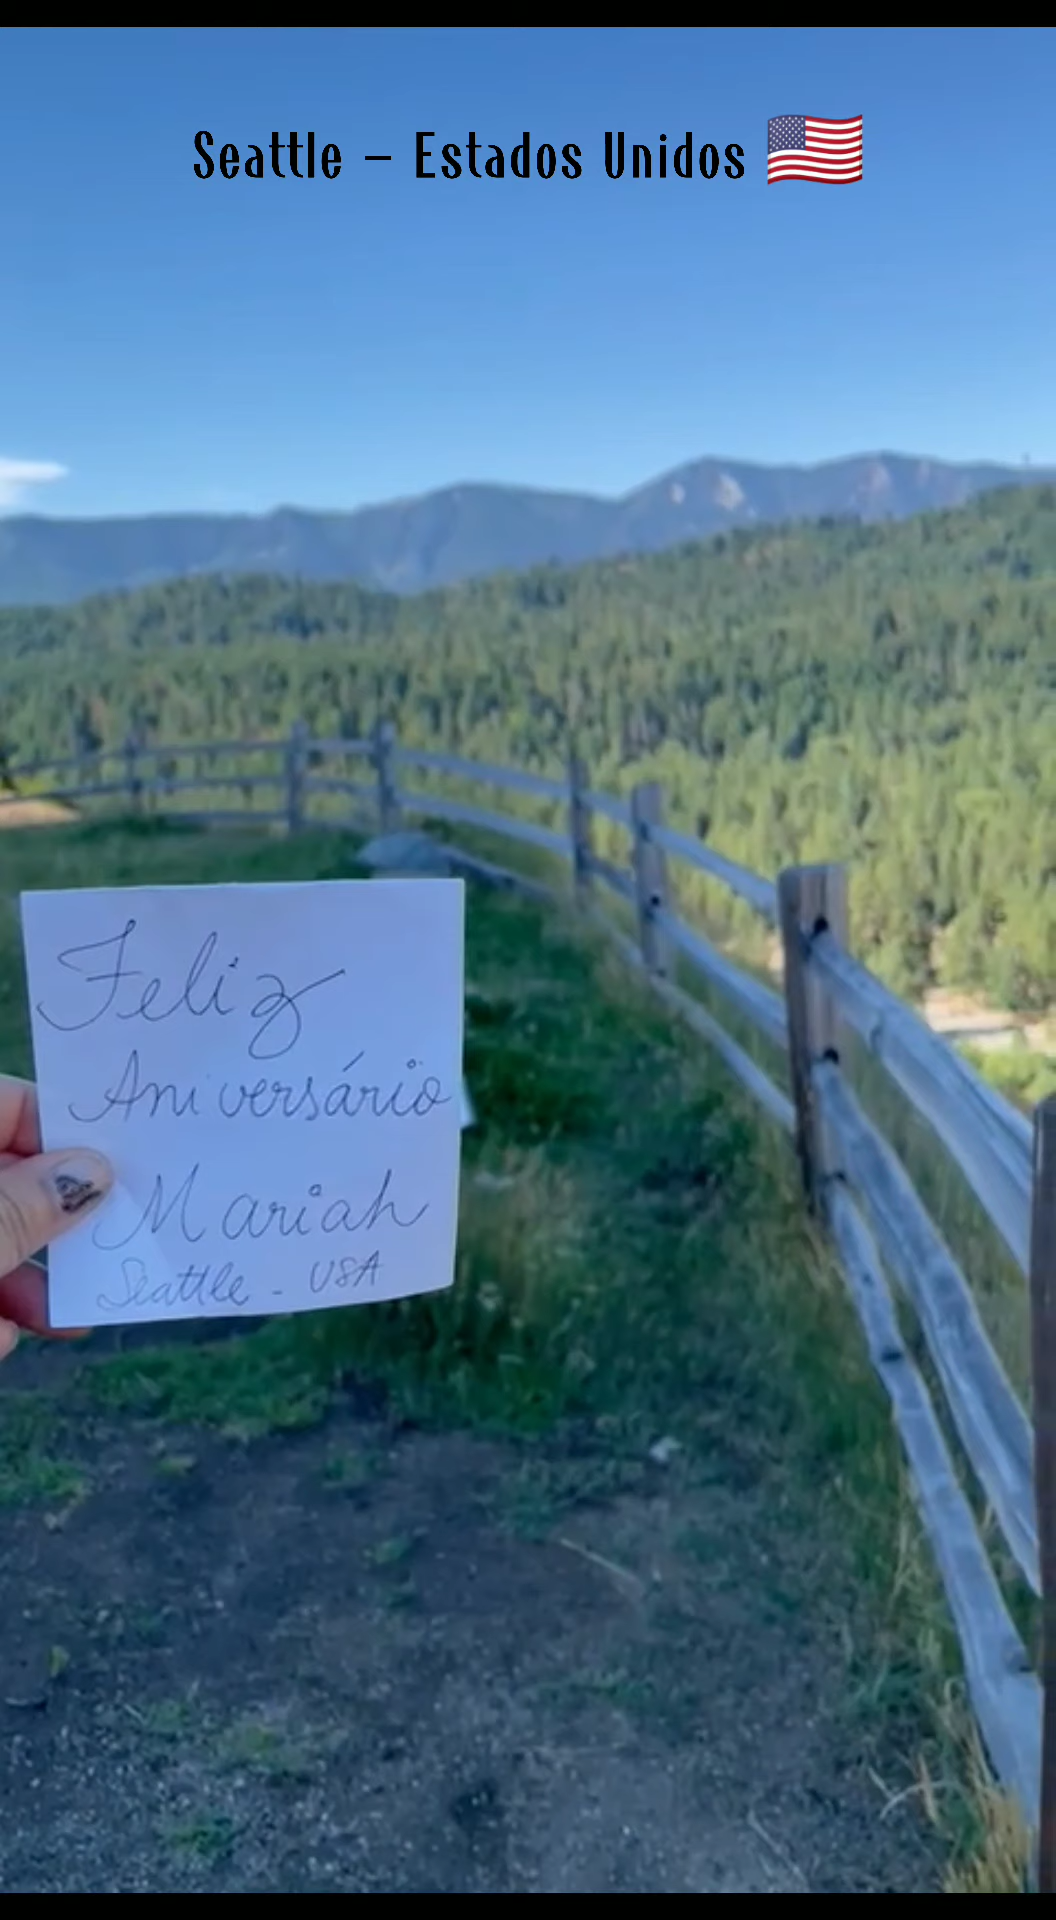 Seattle – Estados Unidos 🇺🇸
Feliz
Aniversário
Mariah
Seattle - USA